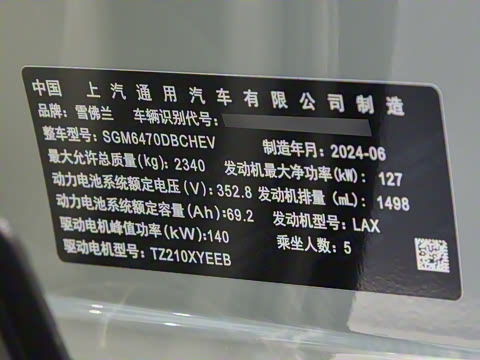 中国 上汽通用汽车有限公司制造
品牌：雪佛兰 车辆识别代号：
整车型号：SGM6470DBCHEV 制造年月：2024-06
最大允许总质量(kg)：2340 发动机最大净功率(kW)：127
动力电池系统额定电压(V)：352.8 发动机排量(mL)：1498
动力电池系统额定容量(Ah)：69.2 发动机型号：LAX
驱动电机峰值功率(kW)：140 乘坐人数：5
驱动电机型号：TZ210XYEEB